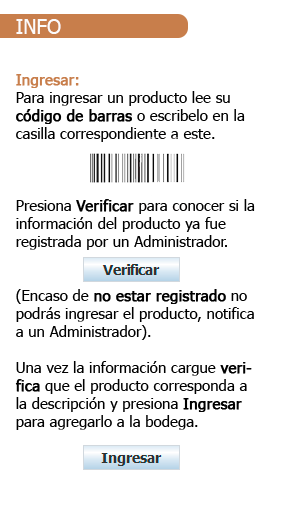 INFO
Ingresar:
Para ingresar un producto lee su
código de barras o escribelo en la
casilla correspondiente a este.
Presiona Verificar para conocer si la
información del producto ya fue
registrada por un Administrador.
Verificar
(Encaso de no estar registrado no
podrás ingresar el producto, notifica
a un Administrador).
Una vez la información cargue veri-
fica que el producto corresponda a
la descripción y presiona Ingresar
para agregarlo a la bodega.
Ingresar